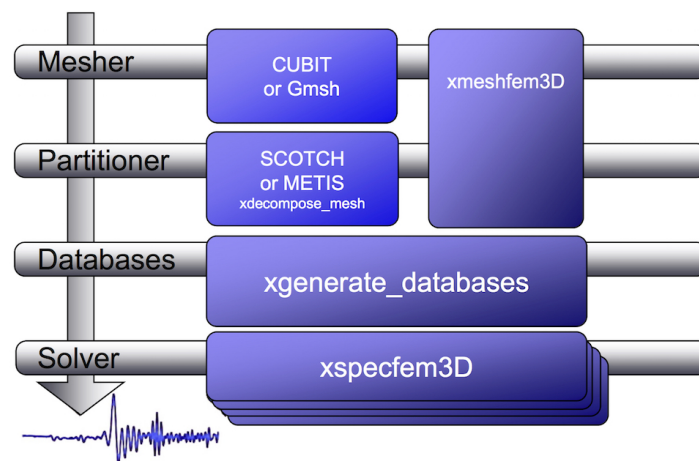 Mesher
CUBIT
or Gmsh
xmeshfem3D
Partitioner
SCOTCH
or METIS
xdecompose_mesh
Databases
xgenerate_databases
Solver
xspecfem3D